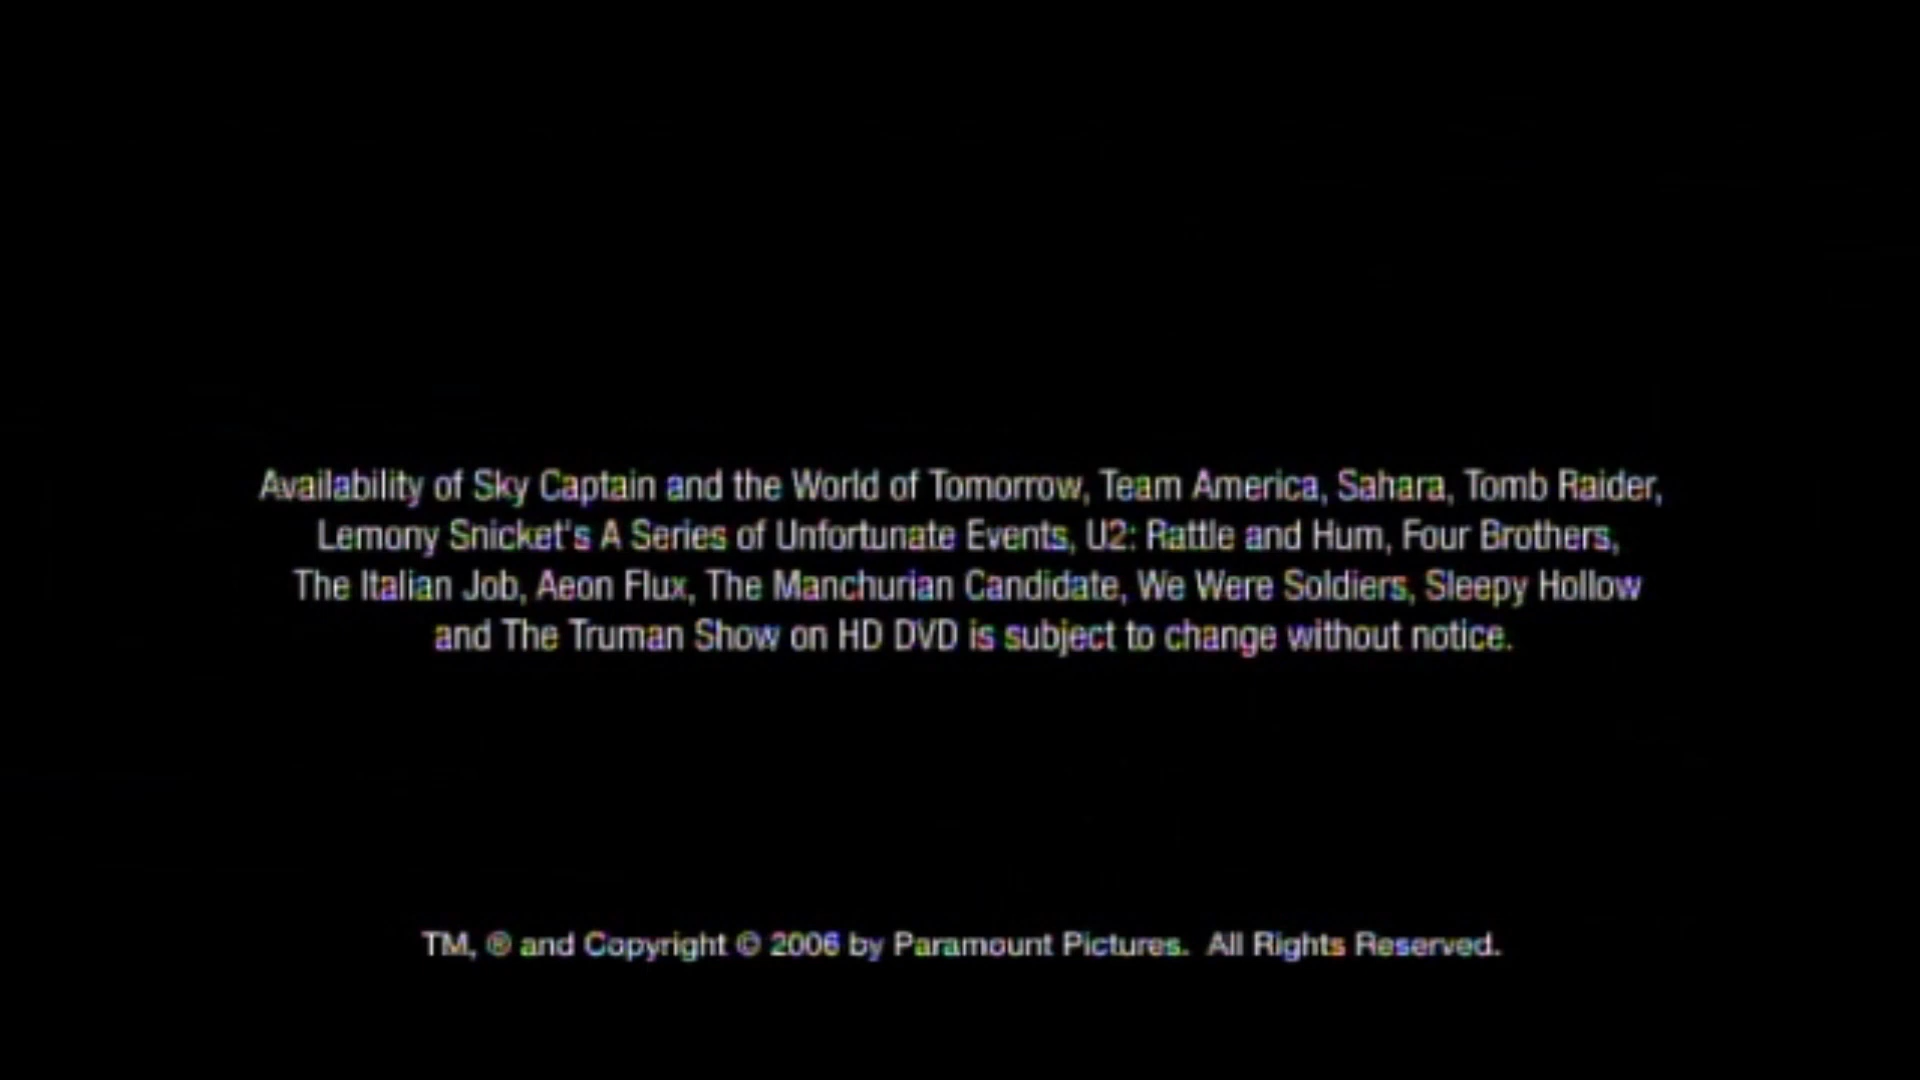 Availability of Sky Captain and the World of Tomorrow, Team America, Sahara, Tomb Raider,
Lemony Snicket's A Series of Unfortunate Events, U2: Rattle and Hum, Four Brothers,
The Italian Job, Aeon Flux, The Manchurian Candidate, We Were Soldiers, Sleepy Hollow
and The Truman Show on HD DVD is subject to change without notice.
TM, ® and Copyright © 2006 by Paramount Pictures.  All Rights Reserved.